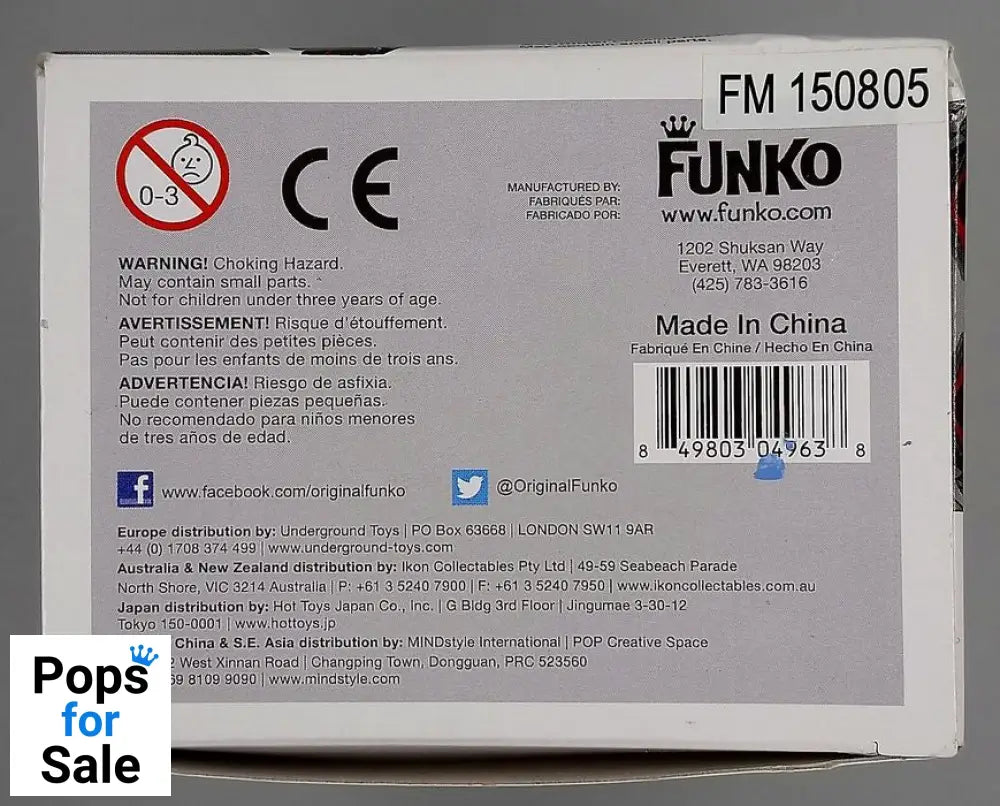 May contain small parts.
FM 150805
0-3
CE
MANUFACTURED BY:
FABRIQUÉS PAR:
FABRICADO POR:
FUNKO
www.funko.com
1202 Shuksan Way
Everett, WA 98203
(425) 783-3616
WARNING! Choking Hazard.
May contain small parts.
Not for children under three years of age.
AVERTISSEMENT! Risque d'étouffement.
Peut contenir des petites pièces.
Pas pour les enfants de moins de trois ans.
ADVERTENCIA! Riesgo de asfixia.
Puede contener piezas pequeñas.
No recomendado para niños menores
de tres años de edad.
Made In China
Fabriqué En Chine / Hecho En China
8 49803 04963 8
f www.facebook.com/originalfunko
@OriginalFunko
Europe distribution by: Underground Toys | PO Box 63668 | LONDON SW11 9AR
+44 (0) 1708 374 499 | www.underground-toys.com
Australia & New Zealand distribution by: Ikon Collectables Pty Ltd | 49-59 Seabeach Parade
North Shore, VIC 3214 Australia | P: +61 3 5240 7900 | F: +61 3 5240 7950 | www.ikoncollectables.com.au
Japan distribution by: Hot Toys Japan Co., Inc. | G Bldg 3rd Floor | Jingumae 3-30-12
Tokyo 150-0001 | www.hottoys.jp
China & S.E. Asia distribution by: MINDstyle International | POP Creative Space
2 West Xinnan Road | Changping Town, Dongguan, PRC 523560
69 8109 9090 | www.mindstyle.com
Pops
for
Sale